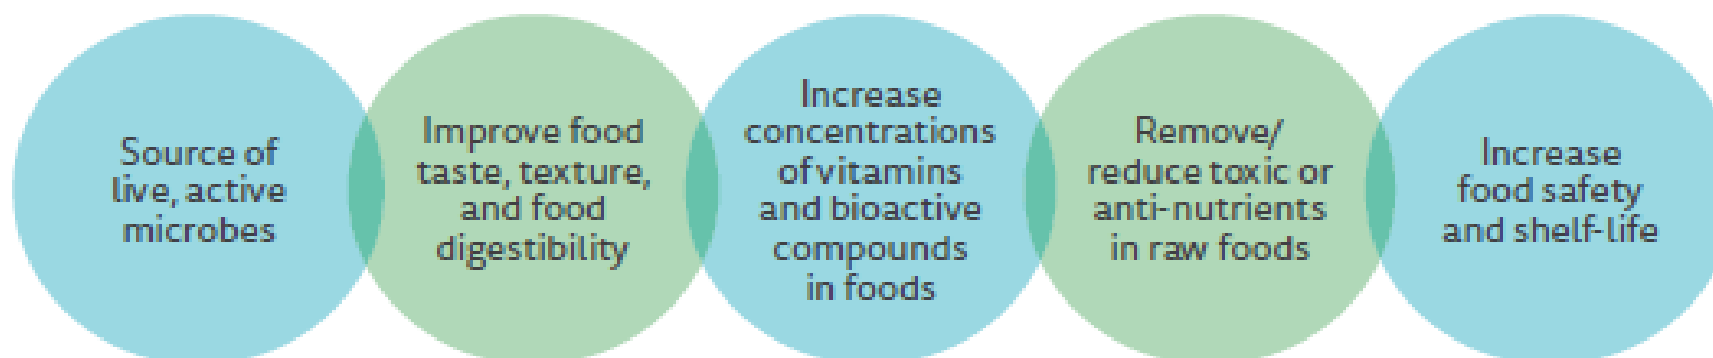 Source of
live, active
microbes
Improve food
taste, texture,
and food
digestibility
Increase
concentrations
of vitamins
and bioactive
compounds
in foods
Remove/
reduce toxic or
anti-nutrients
in raw foods
Increase
food safety
and shelf-life